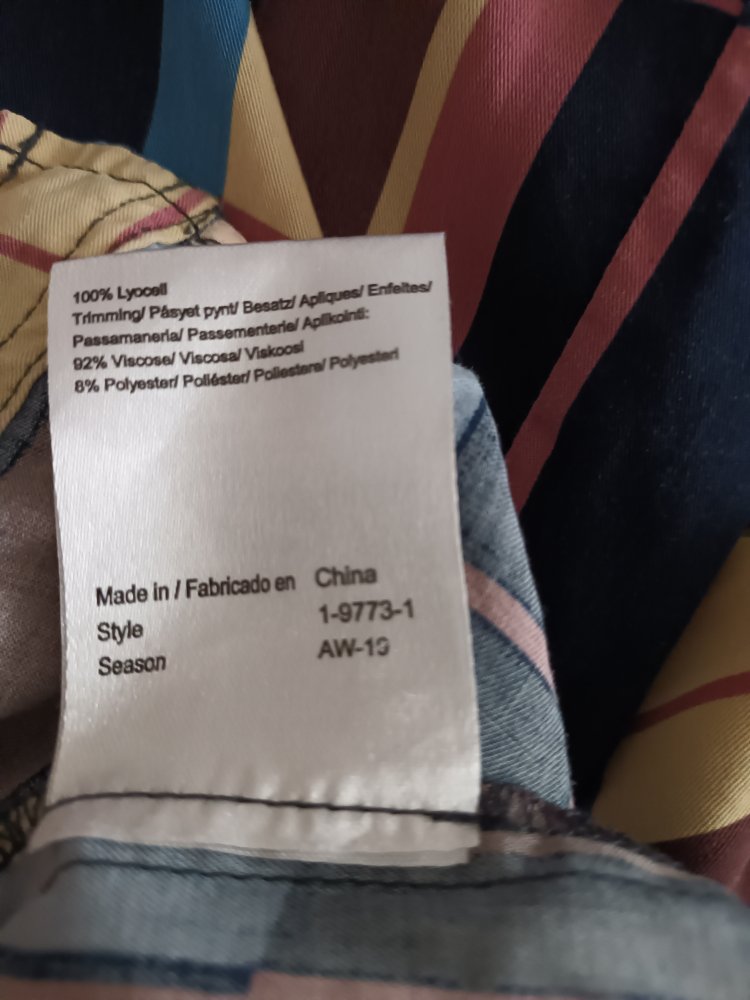 100% Lyocell
Trimming/ Påsyet pynt/ Besatz/ Apliques/ Enfeites/
Passamaneria/ Passementerie/ Aplikointi:
92% Viscose/ Viscosa/ Viskoosi
8% Polyester/ Poliéster/ Poliestere/ Polyesteri
Made in / Fabricado en China
Style 1-9773-1
Season AW-19